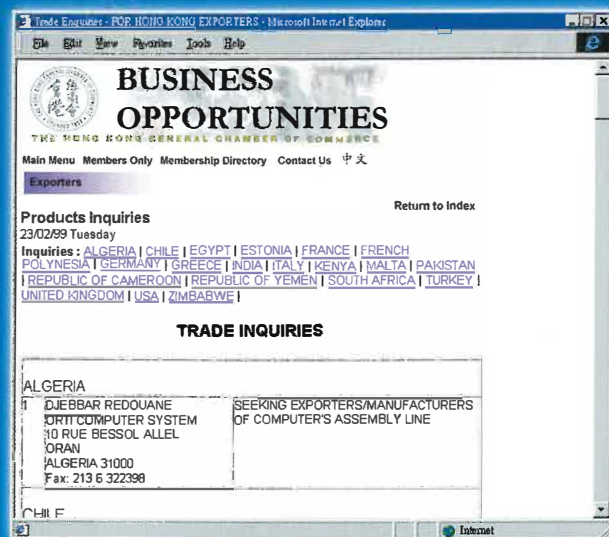 Trade Enquiries - FOR HONG KONG EXPORTERS - Microsoft Internet Explorer
File Edit View Favorites Tools Help
BUSINESS
OPPORTUNITIES
THE HONG KONG GENERAL CHAMBER OF COMMERCE
Main Menu Members Only Membership Directory Contact Us 中文
Exporters
Return to Index
Products Inquiries
23/02/99 Tuesday
Inquiries : ALGERIA | CHILE | EGYPT | ESTONIA | FRANCE | FRENCH
POLYNESIA | GERMANY | GREECE | INDIA | ITALY | KENYA | MALTA | PAKISTAN
| REPUBLIC OF CAMEROON | REPUBLIC OF YEMEN | SOUTH AFRICA | TURKEY |
UNITED KINGDOM | USA | ZIMBABWE |
TRADE INQUIRIES
ALGERIA
1 DJEBBAR REDOUANE SEEKING EXPORTERS/MANUFACTURERS
ORTI COMPUTER SYSTEM OF COMPUTER'S ASSEMBLY LINE
10 RUE BESSOL ALLEL
ORAN
ALGERIA 31000
Fax: 213 6 322398
CHILE
Internet